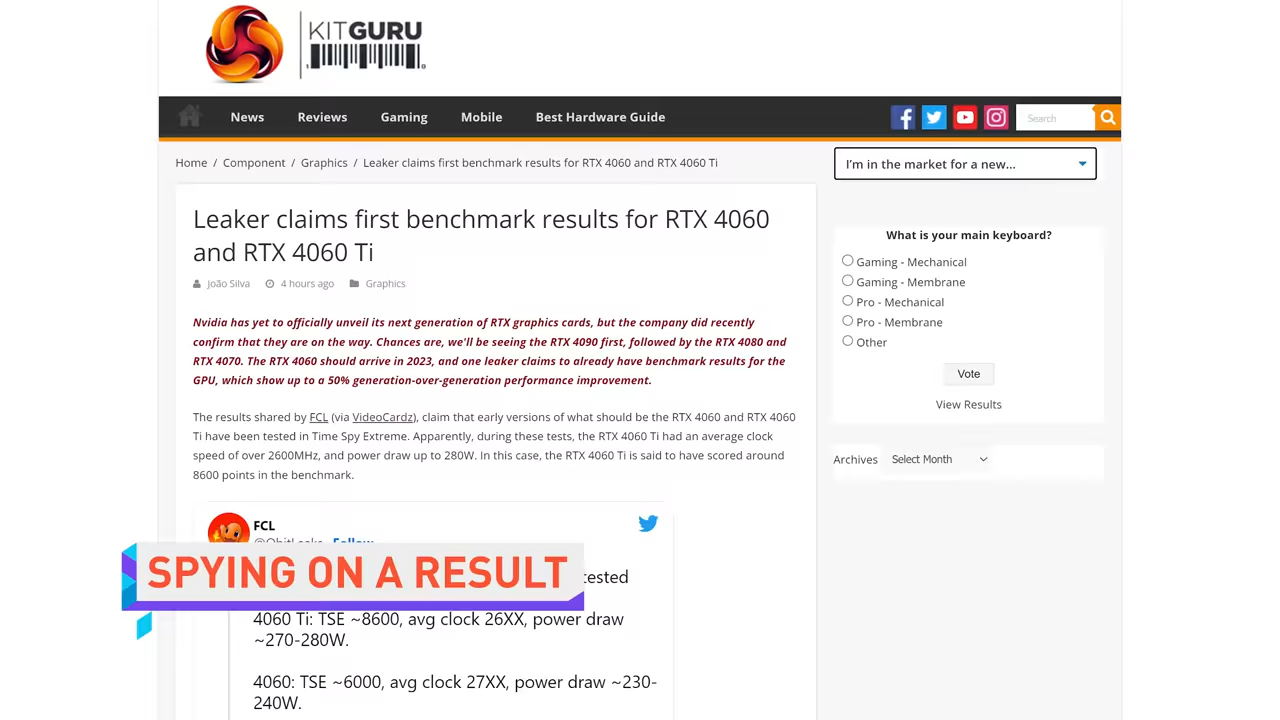 KITGURU
News
Reviews
Gaming
Mobile
Best Hardware Guide
Search
Home / Component / Graphics / Leaker claims first benchmark results for RTX 4060 and RTX 4060 Ti
I'm in the market for a new...
Leaker claims first benchmark results for RTX 4060
and RTX 4060 Ti
João Silva
4 hours ago
Graphics
Nvidia has yet to officially unveil its next generation of RTX graphics cards, but the company did recently
confirm that they are on the way. Chances are, we'll be seeing the RTX 4090 first, followed by the RTX 4080 and
RTX 4070. The RTX 4060 should arrive in 2023, and one leaker claims to already have benchmark results for the
GPU, which show up to a 50% generation-over-generation performance improvement.
The results shared by FCL (via VideoCardz), claim that early versions of what should be the RTX 4060 and RTX 4060
Ti have been tested in Time Spy Extreme. Apparently, during these tests, the RTX 4060 Ti had an average clock
speed of over 2600MHz, and power draw up to 280W. In this case, the RTX 4060 Ti is said to have scored around
8600 points in the benchmark.
What is your main keyboard?
Gaming - Mechanical
Gaming - Membrane
Pro - Mechanical
Pro - Membrane
Other
Vote
View Results
Archives
Select Month
FCL
SPYING ON A RESULT
tested
4060 Ti: TSE ~8600, avg clock 26XX, power draw
~270-280W.
4060: TSE ~6000, avg clock 27XX, power draw ~230-
240W.